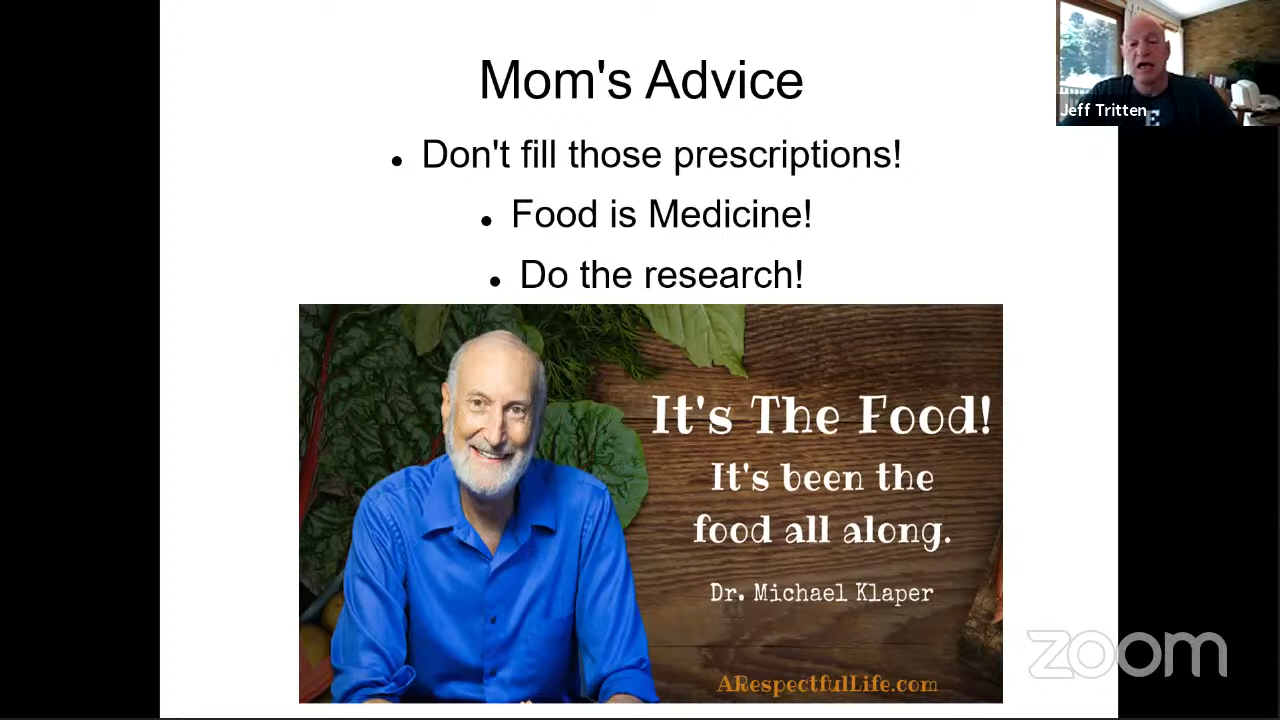 Mom's Advice
Jeff Tritten
• Don't fill those prescriptions!
• Food is Medicine!
• Do the research!
It's The Food!
It's been the
food all along.
Dr. Michael Klaper
ARespectfulLife.com
zoom